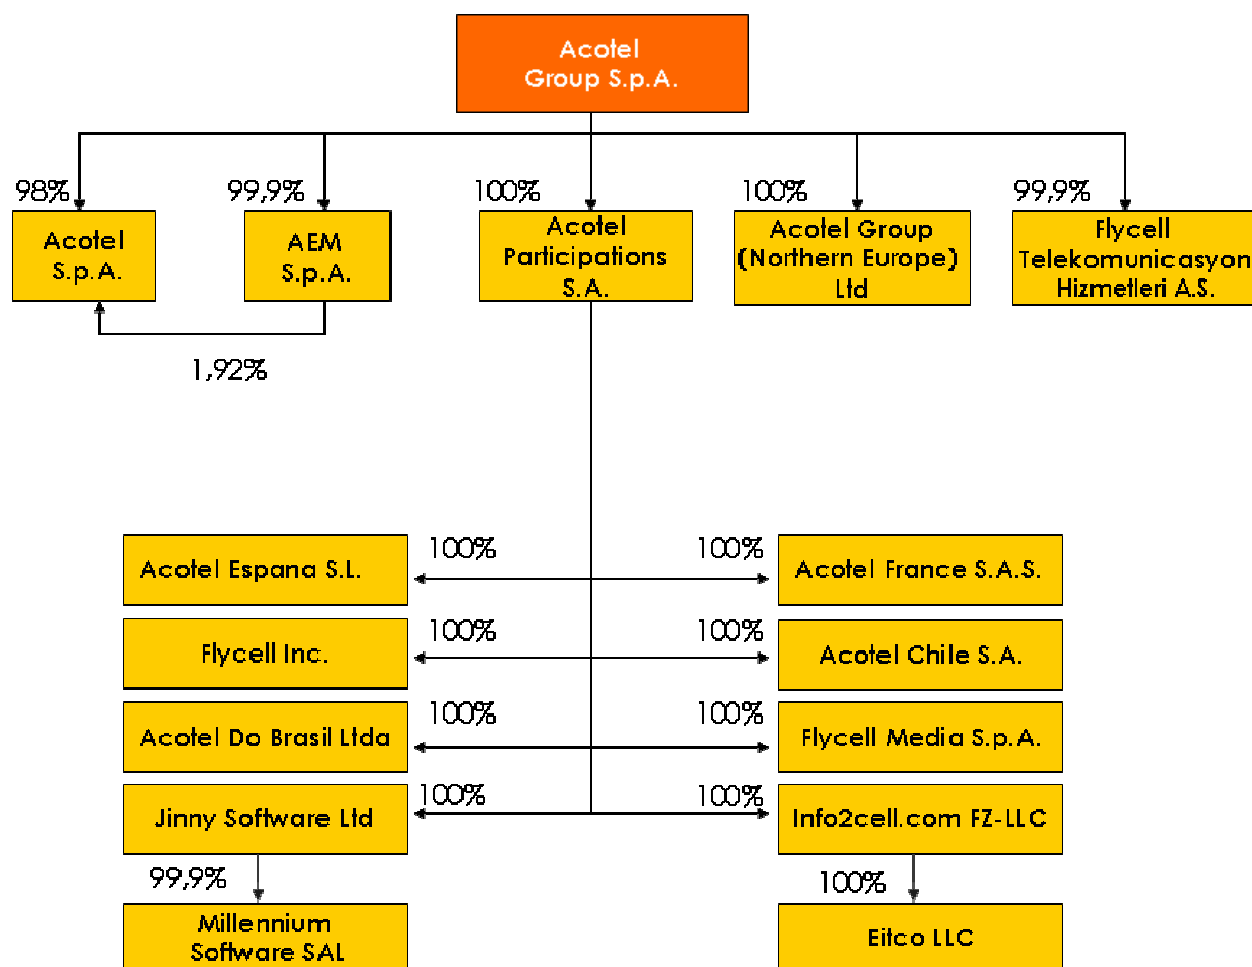 Acotel
Group S.p.A.
98%
99,9%
100%
100%
99,9%
Acotel
S.p.A.
AEM
S.p.A.
Acotel
Participations
S.A.
Acotel Group
(Northern Europe)
Ltd
Flycell
Telekomunicasyon
Hizmetleri A.S.
1,92%
100%
100%
Acotel Espana S.L.
Acotel France S.A.S.
100%
100%
Flycell Inc.
Acotel Chile S.A.
100%
100%
Acotel Do Brasil Ltda
Flycell Media S.p.A.
100%
100%
Jinny Software Ltd
Info2cell.com FZ-LLC
99,9%
100%
Millennium
Software SAL
Eitco LLC